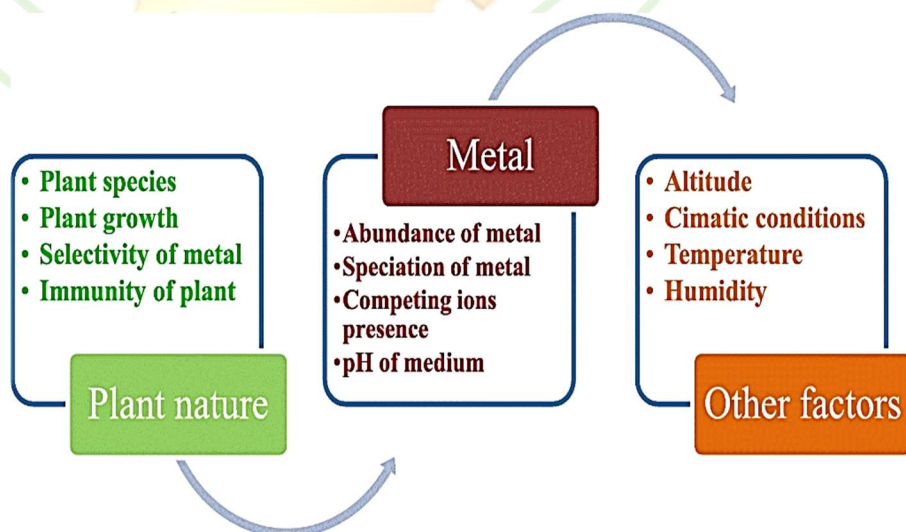 • Plant species
• Plant growth
• Selectivity of metal
• Immunity of plant
Plant nature
Metal
•Abundance of metal
•Speciation of metal
•Competing ions
presence
•pH of medium
• Altitude
• Cimatic conditions
• Temperature
• Humidity
Other factors